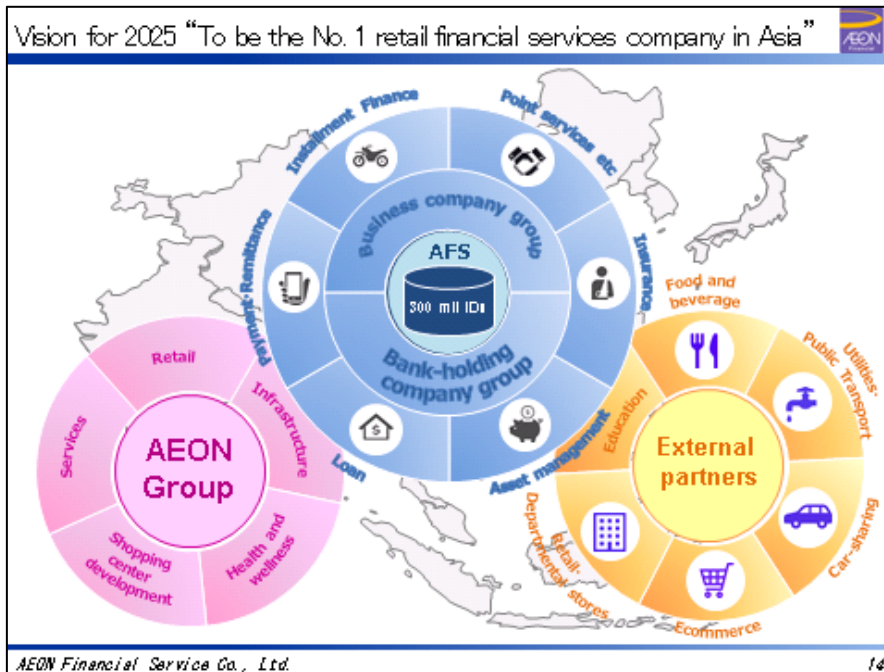 Vision for 2025 “To be the No. 1 retail financial services company in Asia”
AEON
Financial
Installment Finance
Point services etc
Business company group
AFS
300 mil IDs
Payment·Remittance
Insurance
Bank-holding
company group
Loan
Asset management
Retail
Services
Infrastructure
AEON
Group
Shopping
center
development
Health and
wellness
Food and
beverage
Utilities·
Public Transport
Education
External
partners
Retail·
Departmental stores
Car-sharing
Ecommerce
AEON Financial Service Co., Ltd.
14